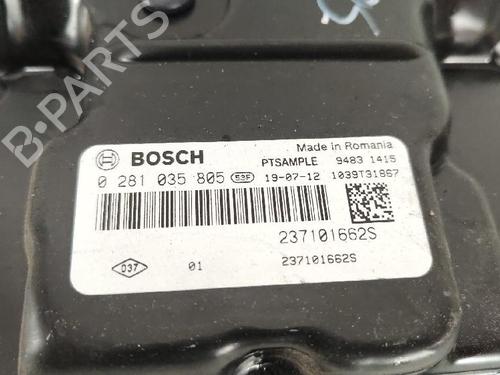 B-PARTS
BOSCH
Made in Romania
PTSAMPLE 9483 1415
0 281 035 805 S3F 19-07-12 1039T31867
237101662S
D37 01 237101662S